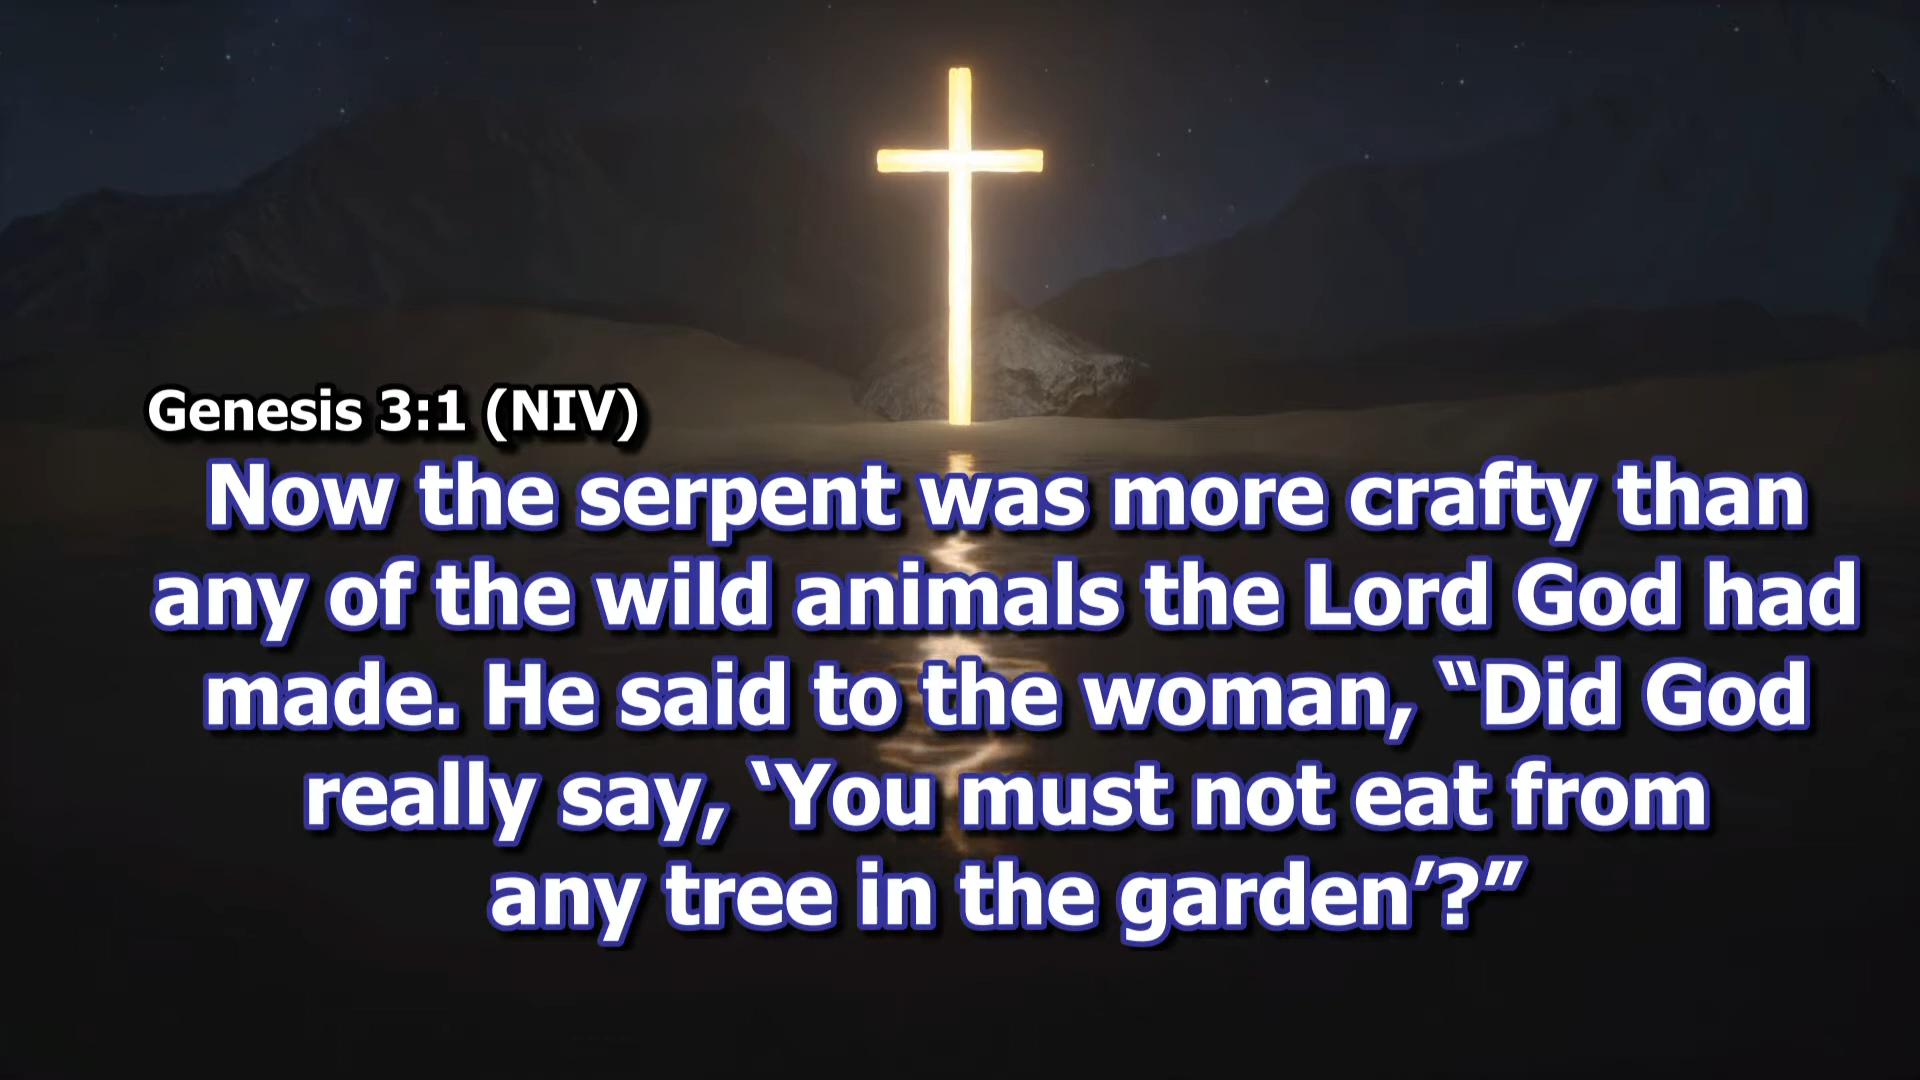 Genesis 3:1 (NIV)
Now the serpent was more crafty than
any of the wild animals the Lord God had
made. He said to the woman, “Did God
really say, ‘You must not eat from
any tree in the garden’?”